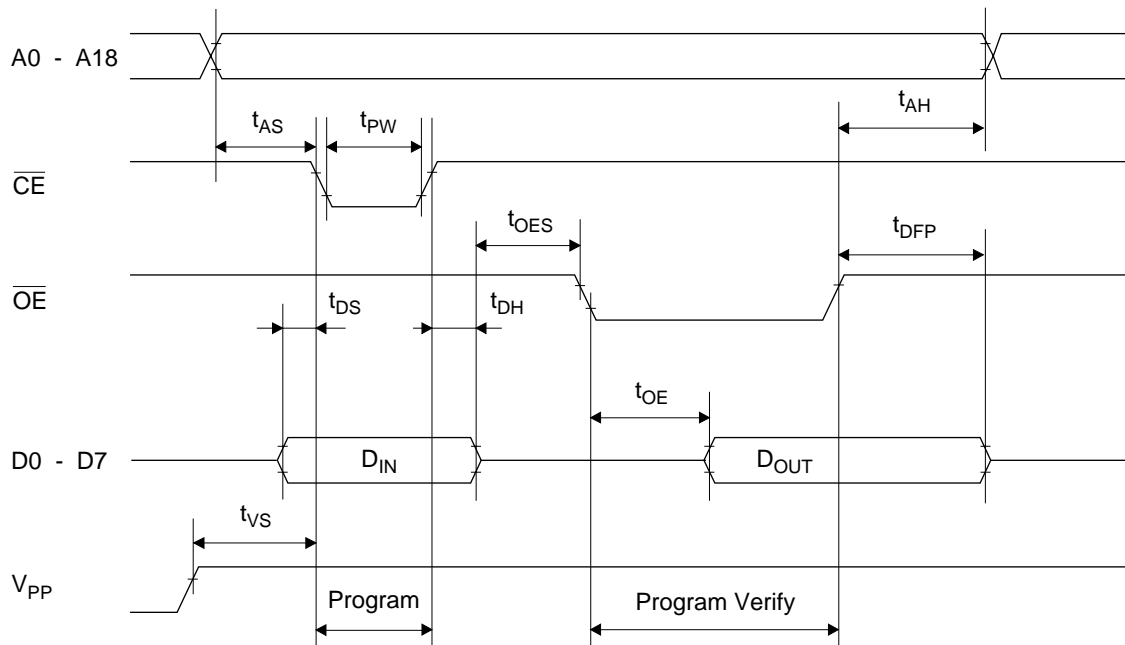 A0 - A18
tAH
tAS
tPW
CE
tOES
tDFP
OE
tDS
tDH
tOE
D0 - D7
DIN
DOUT
tVS
VPP
Program
Program Verify